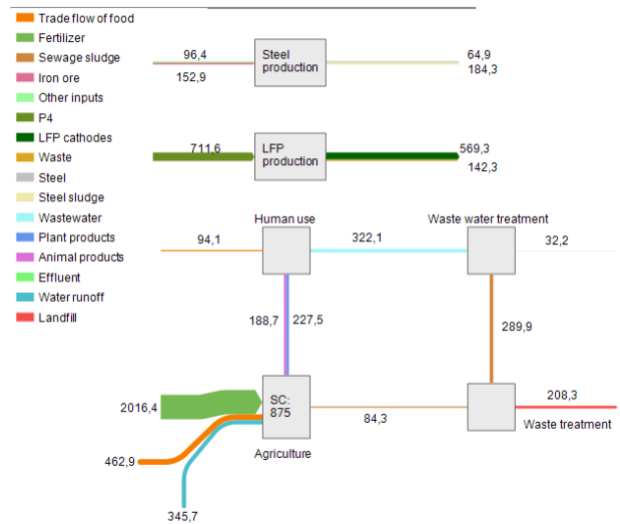 Trade flow of food
Fertilizer
Sewage sludge
Iron ore
Other inputs
P4
LFP cathodes
Waste
Steel
Steel sludge
Wastewater
Plant products
Animal products
Effluent
Water runoff
Landfill
96,4
152,9
Steel
production
64,9
184,3
711,6
LFP
production
569,3
142,3
Human use
Waste water treatment
94,1
322,1
32,2
188,7
227,5
289,9
2016,4
SC:
875
84,3
208,3
Waste treatment
Agriculture
462,9
345,7